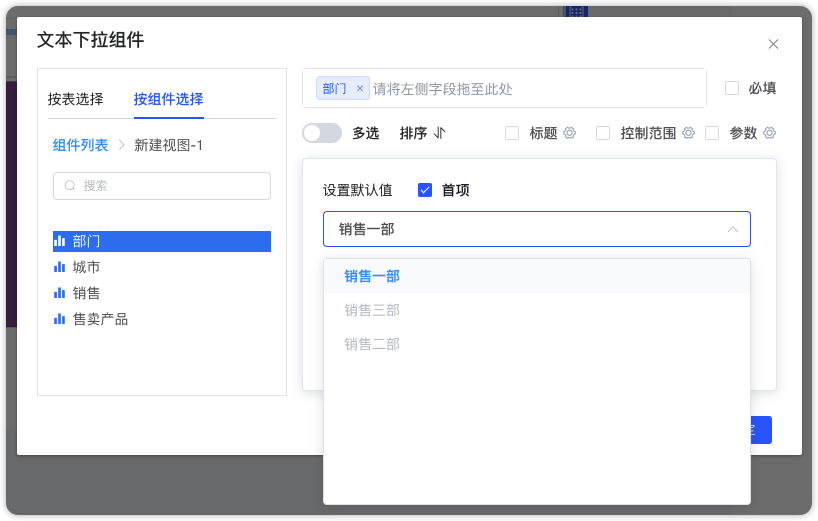 文本下拉组件
按表选择 按组件选择
组件列表 > 新建视图-1
搜索
部门
城市
销售
售卖产品
部门 × 请将左侧字段拖至此处 必填
多选 排序 标题 控制范围 参数
设置默认值 首项
销售一部
销售一部
销售三部
销售二部